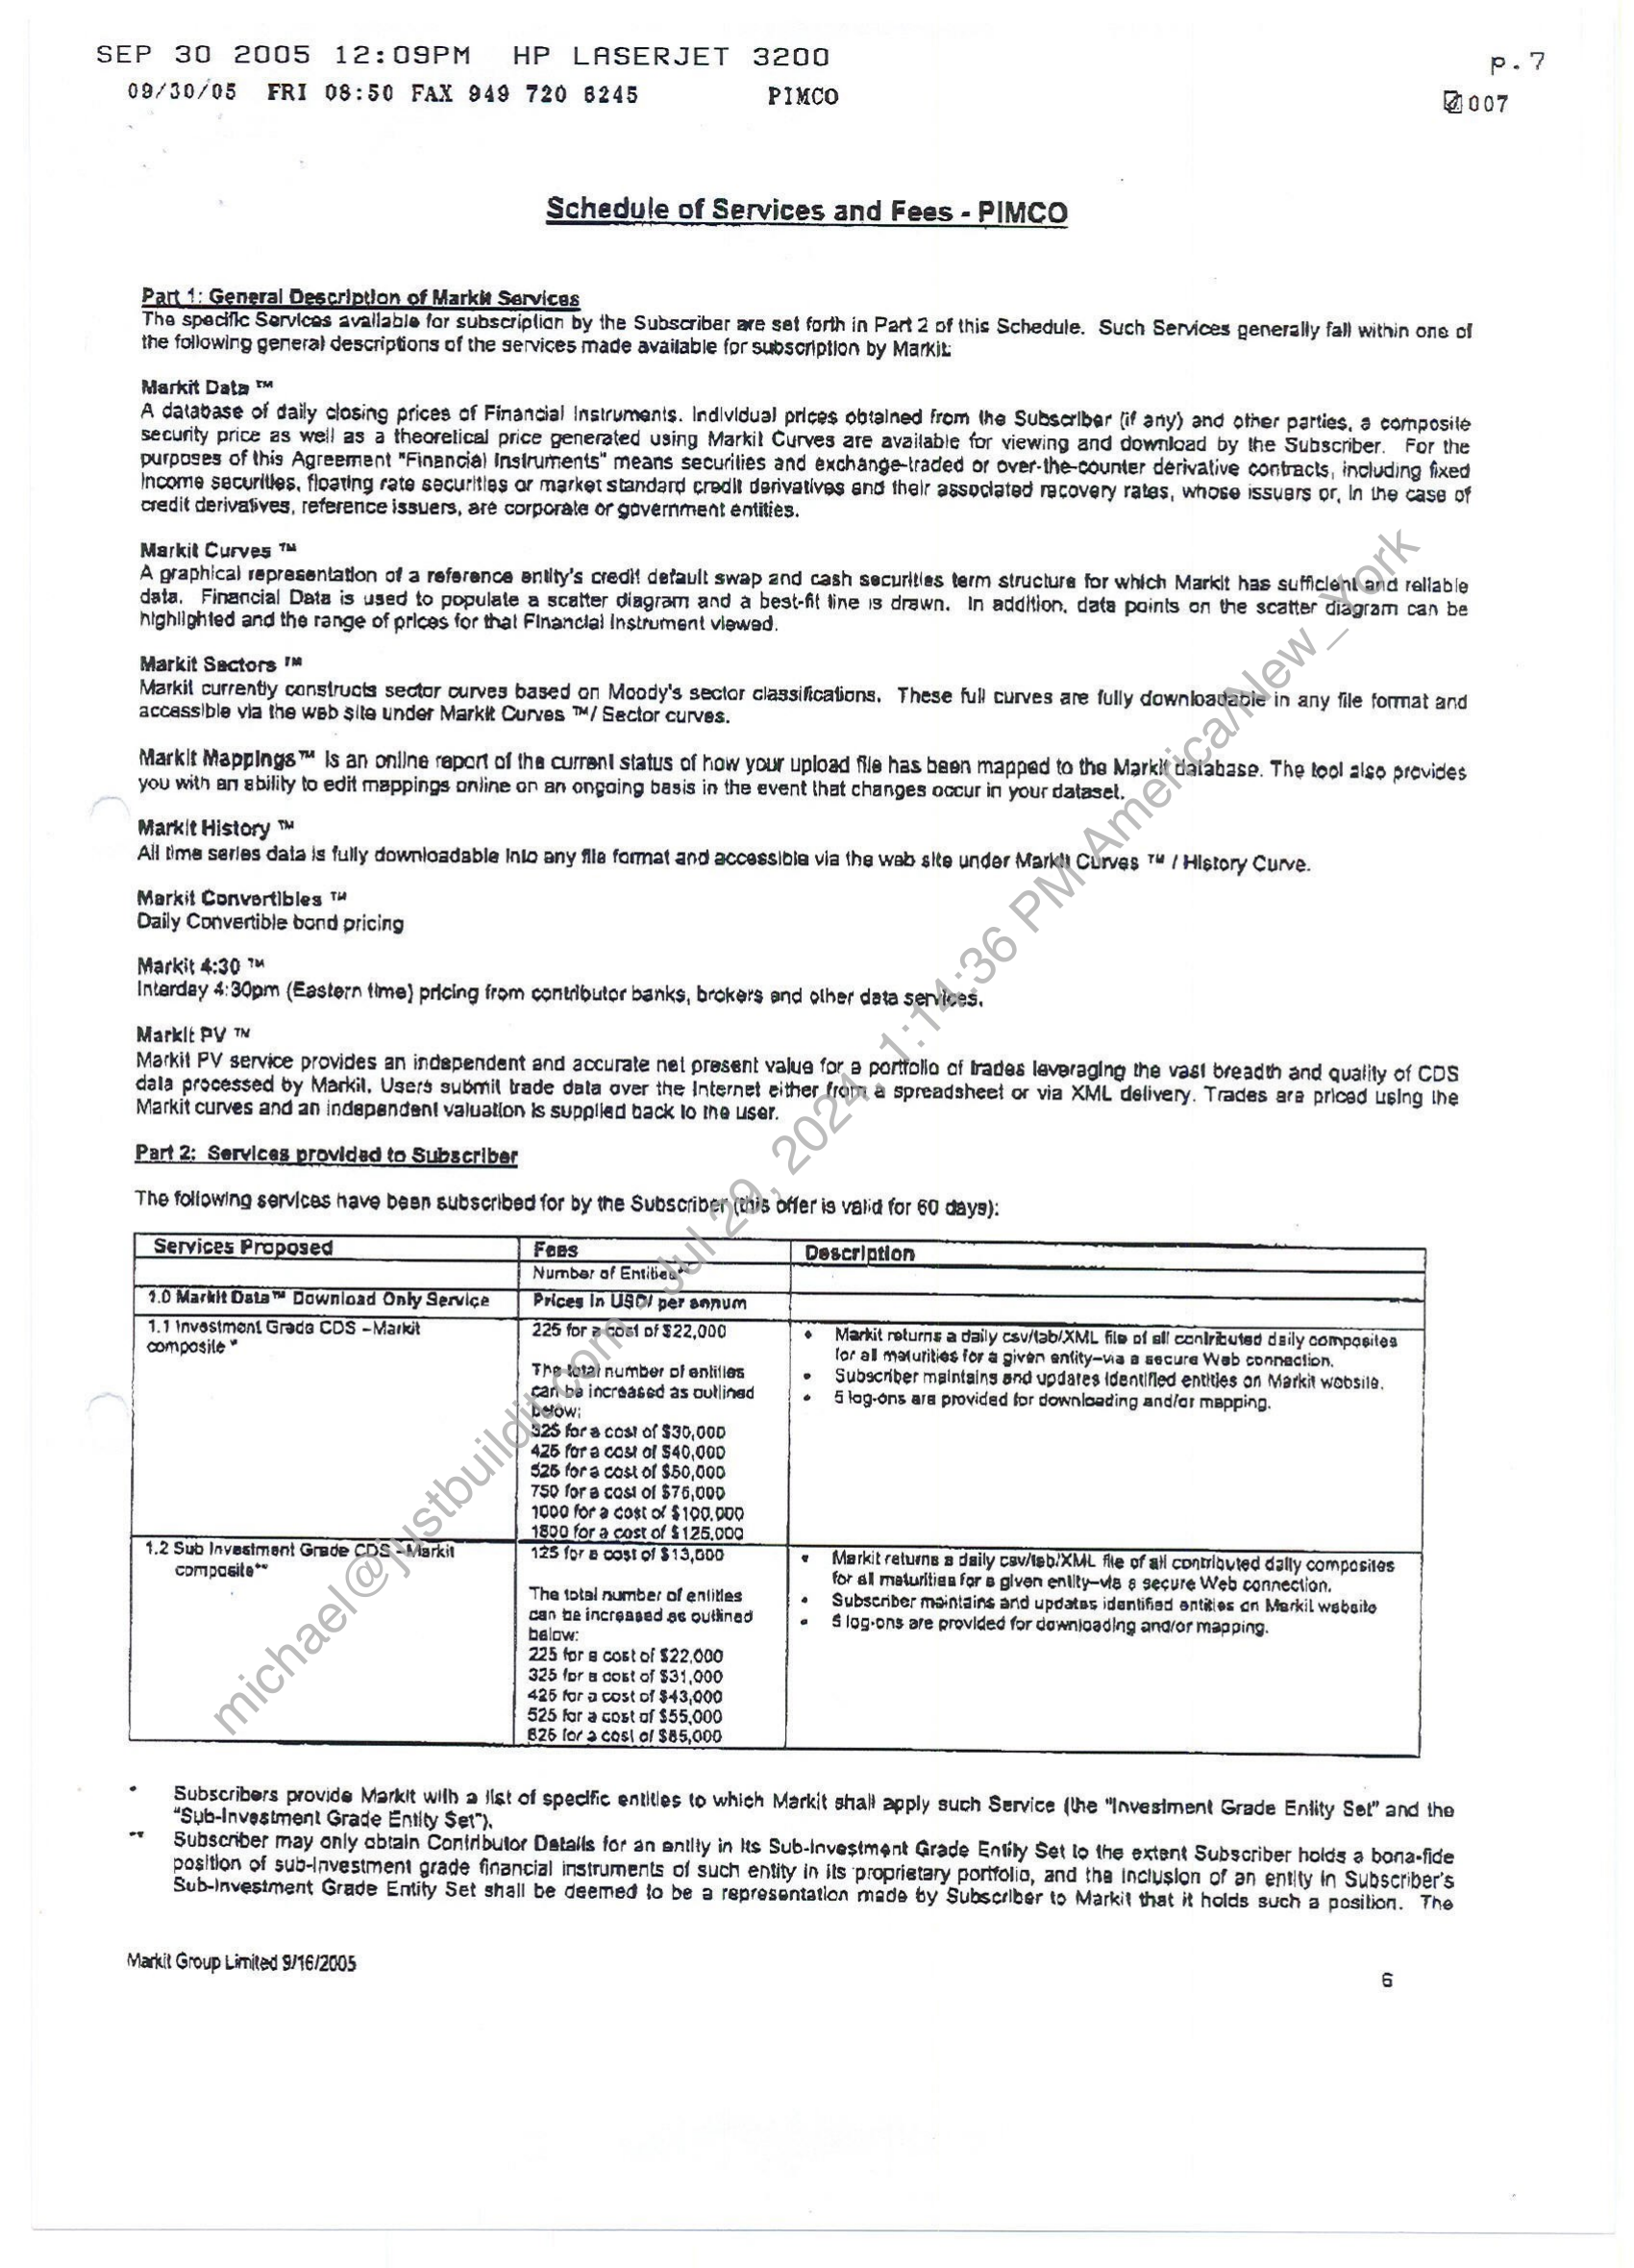 SEP 30 2005 12:09PM HP LASERJET 3200 p.7
09/30/05 FRI 08:50 FAX 949 720 6245 PIMCO 007
Schedule of Services and Fees - PIMCO
Part 1: General Description of Markit Services
The specific Services available for subscription by the Subscriber are set forth in Part 2 of this Schedule. Such Services generally fall within one of
the following general descriptions of the services made available for subscription by Markit:
Markit Data ™
A database of daily closing prices of Financial Instruments. Individual prices obtained from the Subscriber (if any) and other parties, a composite
security price as well as a theoretical price generated using Markit Curves are available for viewing and download by the Subscriber. For the
purposes of this Agreement "Financial Instruments" means securities and exchange-traded or over-the-counter derivative contracts, including fixed
income securities, floating rate securities or market standard credit derivatives and their associated recovery rates, whose issuers or, in the case of
credit derivatives, reference issuers, are corporate or government entities.
Markit Curves ™
A graphical representation of a reference entity's credit default swap and cash securities term structure for which Markit has sufficient and reliable
data. Financial Data is used to populate a scatter diagram and a best-fit line is drawn. In addition, data points on the scatter diagram can be
highlighted and the range of prices for that Financial Instrument viewed.
Markit Sectors ™
Markit currently constructs sector curves based on Moody's sector classifications. These full curves are fully downloadable in any file format and
accessible via the web site under Markit Curves ™/ Sector curves.
Markit Mappings™ is an online report of the current status of how your upload file has been mapped to the Markit database. The tool also provides
you with an ability to edit mappings online on an ongoing basis in the event that changes occur in your dataset.
Markit History ™
All time series data is fully downloadable into any file format and accessible via the web site under Markit Curves ™ / History Curve.
Markit Convertibles ™
Daily Convertible bond pricing
Markit 4:30 ™
Interday 4:30pm (Eastern time) pricing from contributor banks, brokers and other data services.
Markit PV ™
Markit PV service provides an independent and accurate net present value for a portfolio of trades leveraging the vast breadth and quality of CDS
data processed by Markit. Users submit trade data over the Internet either from a spreadsheet or via XML delivery. Trades are priced using the
Markit curves and an independent valuation is supplied back to the user.
Part 2: Services provided to Subscriber
The following services have been subscribed for by the Subscriber (this offer is valid for 60 days):
Services Proposed Fees Description
Number of Entities*
1.0 Markit Data™ Download Only Service Prices in USD/ per annum
1.1 Investment Grade CDS –Markit
composite *
225 for a cost of $22,000
The total number of entities
can be increased as outlined
below:
325 for a cost of $30,000
425 for a cost of $40,000
525 for a cost of $50,000
750 for a cost of $76,000
1000 for a cost of $100,000
1800 for a cost of $125,000
• Markit returns a daily csv/tab/XML file of all contributed daily composites
for all maturities for a given entity–via a secure Web connection.
• Subscriber maintains and updates identified entities on Markit website.
• 5 log-ons are provided for downloading and/or mapping.
1.2 Sub Investment Grade CDS –Markit
composite**
125 for a cost of $13,000
The total number of entities
can be increased as outlined
below:
225 for a cost of $22,000
325 for a cost of $31,000
425 for a cost of $43,000
525 for a cost of $55,000
825 for a cost of $85,000
• Markit returns a daily csv/tab/XML file of all contributed daily composites
for all maturities for a given entity–via a secure Web connection.
• Subscriber maintains and updates identified entities on Markit website
• 5 log-ons are provided for downloading and/or mapping.
* Subscribers provide Markit with a list of specific entities to which Markit shall apply such Service (the "Investment Grade Entity Set" and the
"Sub-Investment Grade Entity Set").
** Subscriber may only obtain Contributor Details for an entity in its Sub-Investment Grade Entity Set to the extent Subscriber holds a bona-fide
position of sub-investment grade financial instruments of such entity in its proprietary portfolio, and the inclusion of an entity in Subscriber's
Sub-Investment Grade Entity Set shall be deemed to be a representation made by Subscriber to Markit that it holds such a position. The
Markit Group Limited 9/16/2005
6
michael@justbuildit.com - Jul 29, 2024, 1:14:36 PM America/New_York